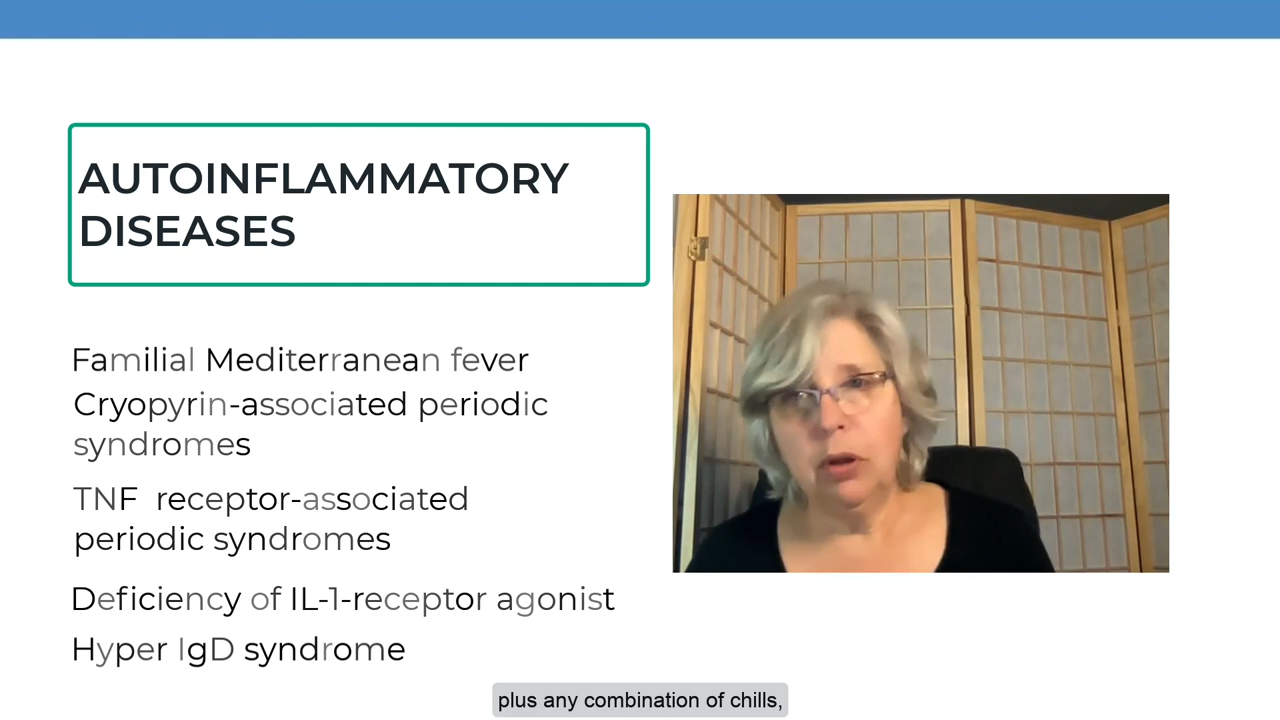 AUTOINFLAMMATORY
DISEASES
Familial Mediterranean fever
Cryopyrin-associated periodic
syndromes
TNF receptor-associated
periodic syndromes
Deficiency of IL-1-receptor agonist
Hyper IgD syndrome
plus any combination of chills,